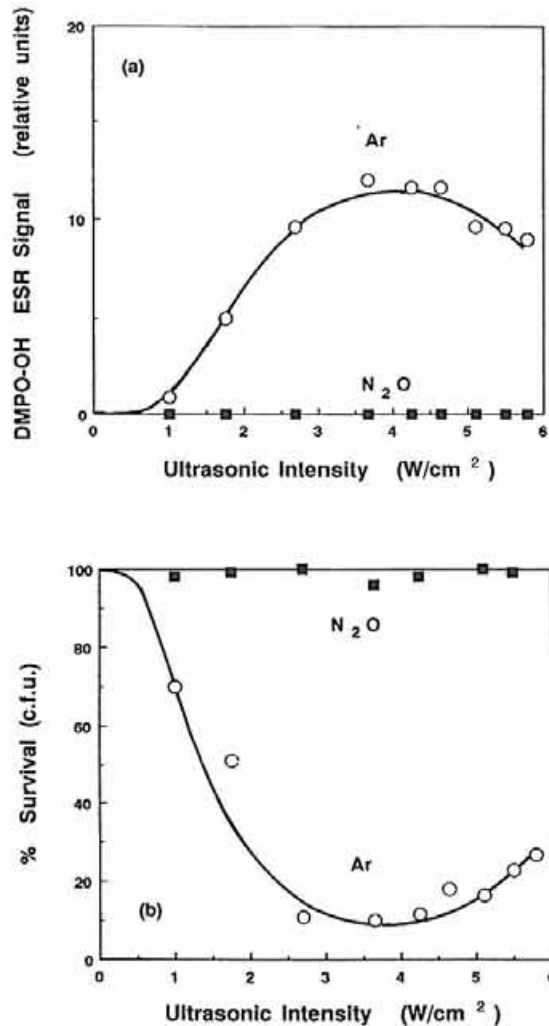 DMPO-OH ESR Signal (relative units)
20
10
0
(a)
Ar
N₂O
0 1 2 3 4 5 6
Ultrasonic Intensity (W/cm²)
% Survival (c.f.u.)
100
80
60
40
20
0
N₂O
Ar
(b)
0 1 2 3 4 5 6
Ultrasonic Intensity (W/cm²)